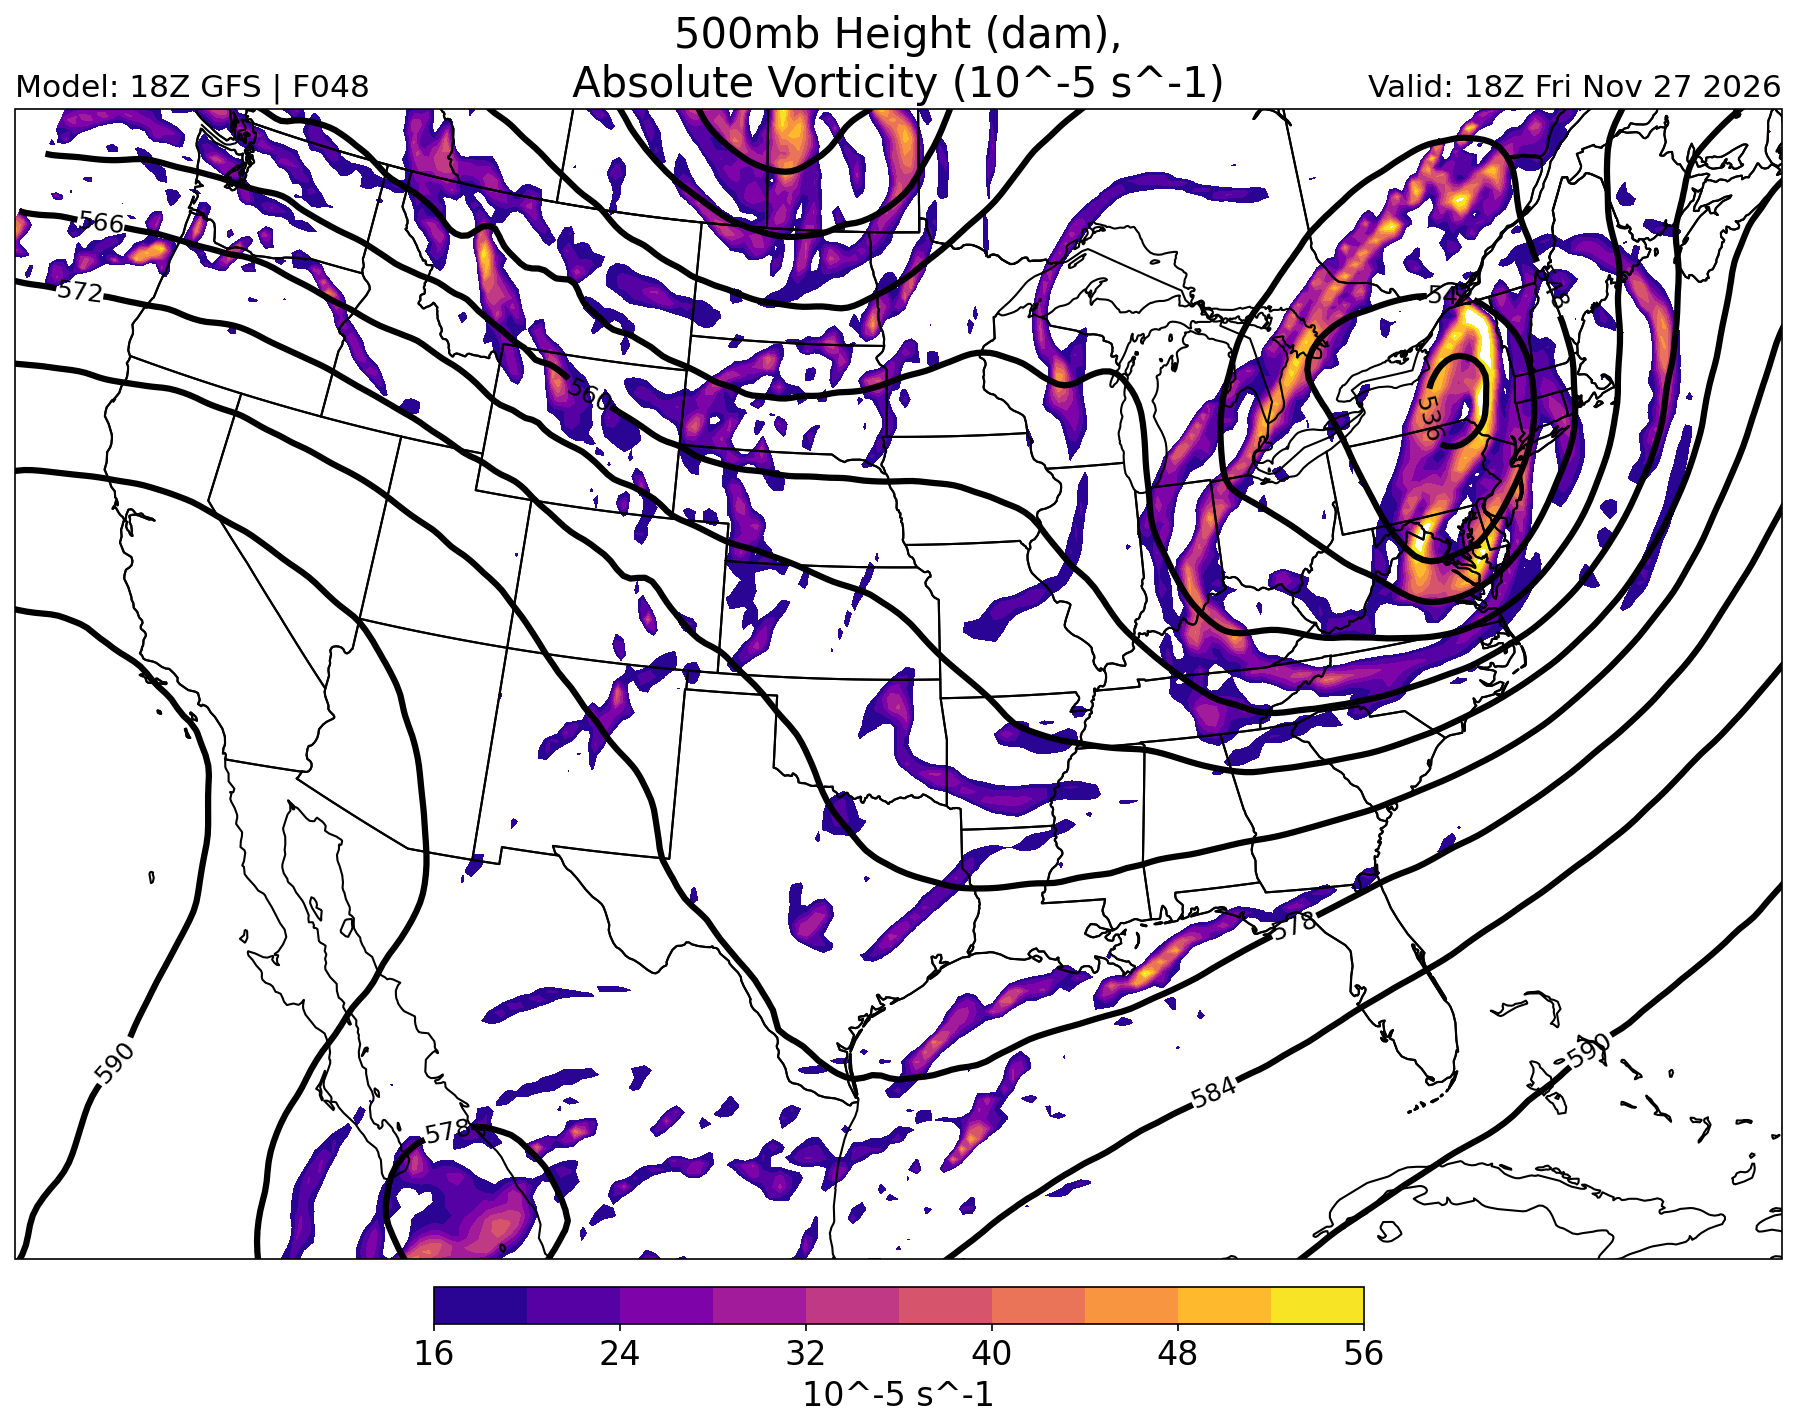 500mb Height (dam),
Absolute Vorticity (10^-5 s^-1)
Model: 18Z GFS | F048
Valid: 18Z Fri Nov 27 2026
566
572
560
536
578
590
584
590
578
16 24 32 40 48 56
10^-5 s^-1